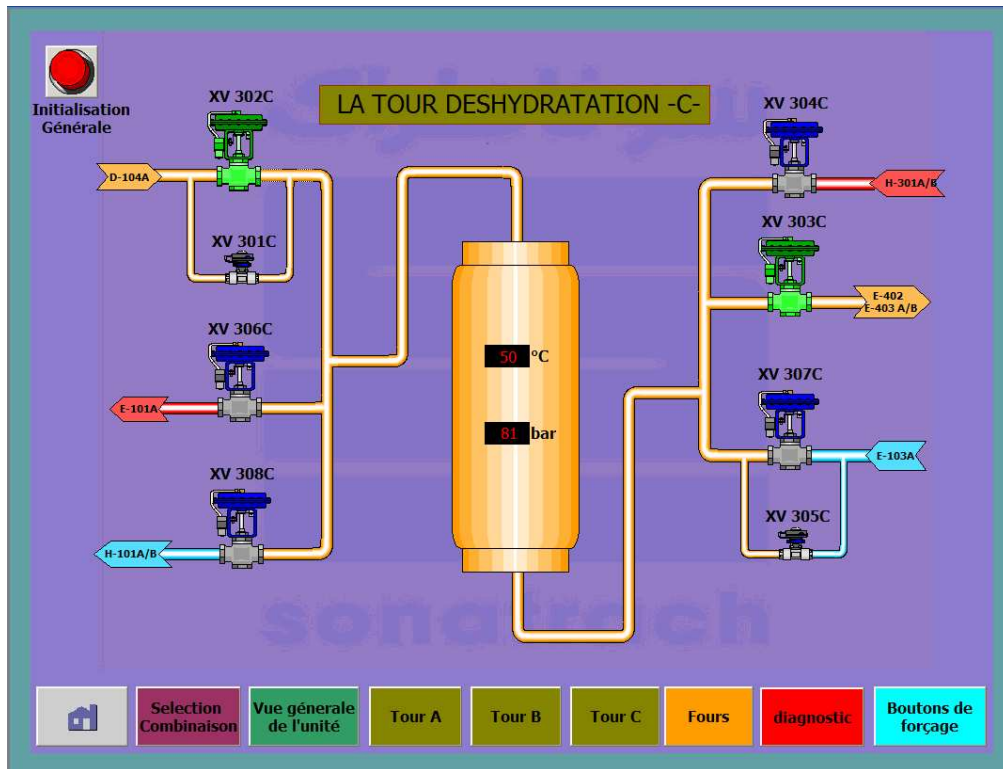 Initialisation
Générale
LA TOUR DESHYDRATATION -C-
XV 302C
D-104A
XV 301C
XV 306C
E-101A
XV 308C
H-101A/B
50 °C
81 bar
XV 304C
H-301A/B
XV 303C
E-402
E-403 A/B
XV 307C
E-103A
XV 305C
sonatrach
Selection
Combinaison
Vue génerale
de l'unité
Tour A
Tour B
Tour C
Fours
diagnostic
Boutons de
forçage